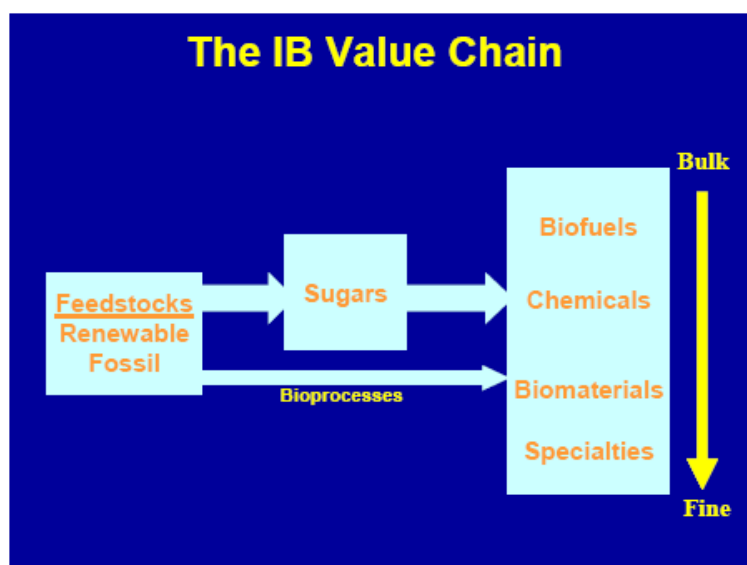 The IB Value Chain
Feedstocks
Renewable
Fossil
Sugars
Bioprocesses
Biofuels
Chemicals
Biomaterials
Specialties
Bulk
Fine